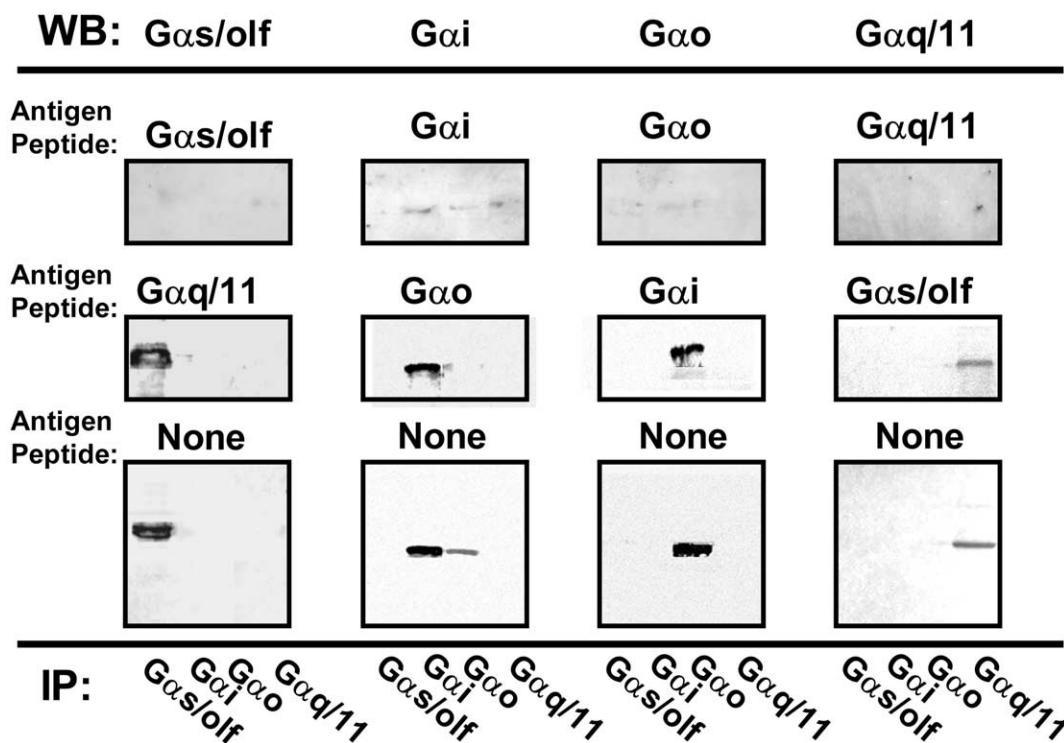 WB: Gαs/olf Gαi Gαo Gαq/11
Antigen
Peptide: Gαs/olf Gαi Gαo Gαq/11
Antigen
Peptide: Gαq/11 Gαo Gαi Gαs/olf
Antigen
Peptide: None None None None
IP: Gαs/olf Gαi Gαo Gαq/11 Gαs/olf Gαi Gαo Gαq/11 Gαs/olf Gαi Gαo Gαq/11 Gαs/olf Gαi Gαo Gαq/11